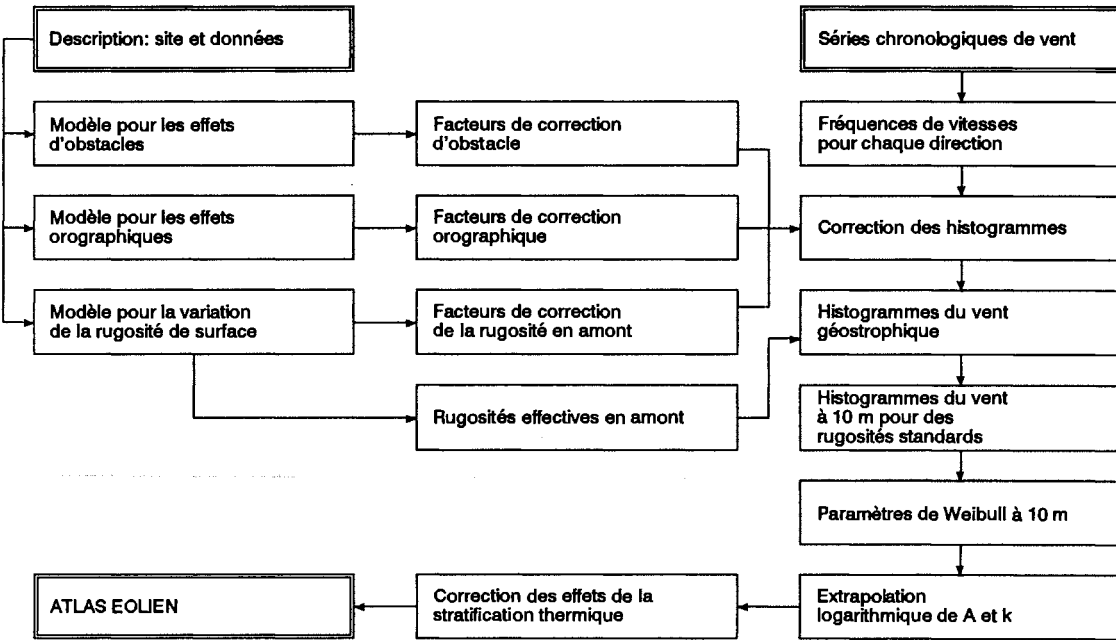 Description: site et données
Séries chronologiques de vent
Modèle pour les effets
d'obstacles
Facteurs de correction
d'obstacle
Fréquences de vitesses
pour chaque direction
Modèle pour les effets
orographiques
Facteurs de correction
orographique
Correction des histogrammes
Modèle pour la variation
de la rugosité de surface
Facteurs de correction
de la rugosité en amont
Histogrammes du vent
géostrophique
Rugosités effectives en amont
Histogrammes du vent
à 10 m pour des
rugosités standards
Paramètres de Weibull à 10 m
ATLAS EOLIEN
Correction des effets de la
stratification thermique
Extrapolation
logarithmique de A et k